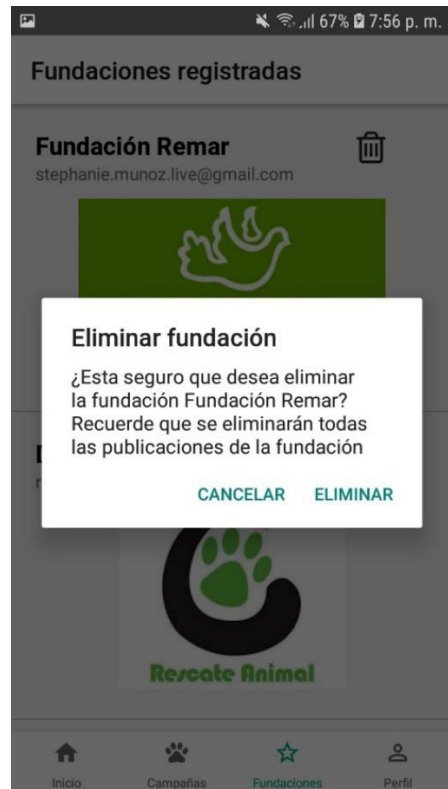 67% 7:56 p. m.
Fundaciones registradas
Fundación Remar
stephanie.munoz.live@gmail.com
Eliminar fundación
¿Esta seguro que desea eliminar
la fundación Fundación Remar?
Recuerde que se eliminarán todas
las publicaciones de la fundación
CANCELAR ELIMINAR
Rescate Animal
Inicio Campañas Fundaciones Perfil